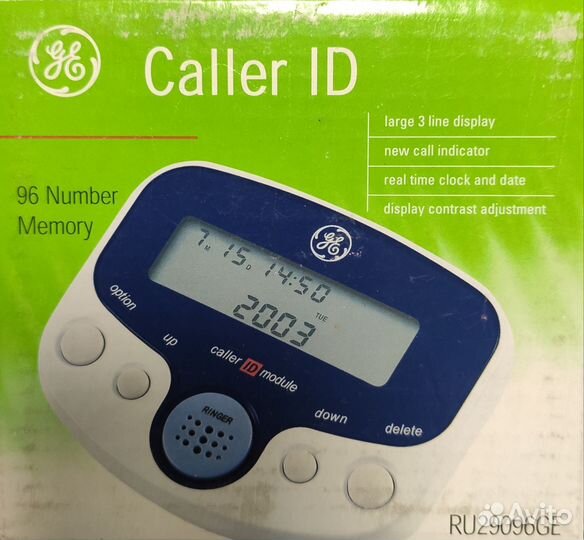 GE
Caller ID
large 3 line display
new call indicator
real time clock and date
display contrast adjustment
96 Number
Memory
GE
7 M 15 D 14:50
TUE
2003
option
up
caller ID module
RINGER
down
delete
RU29096GE
Avito